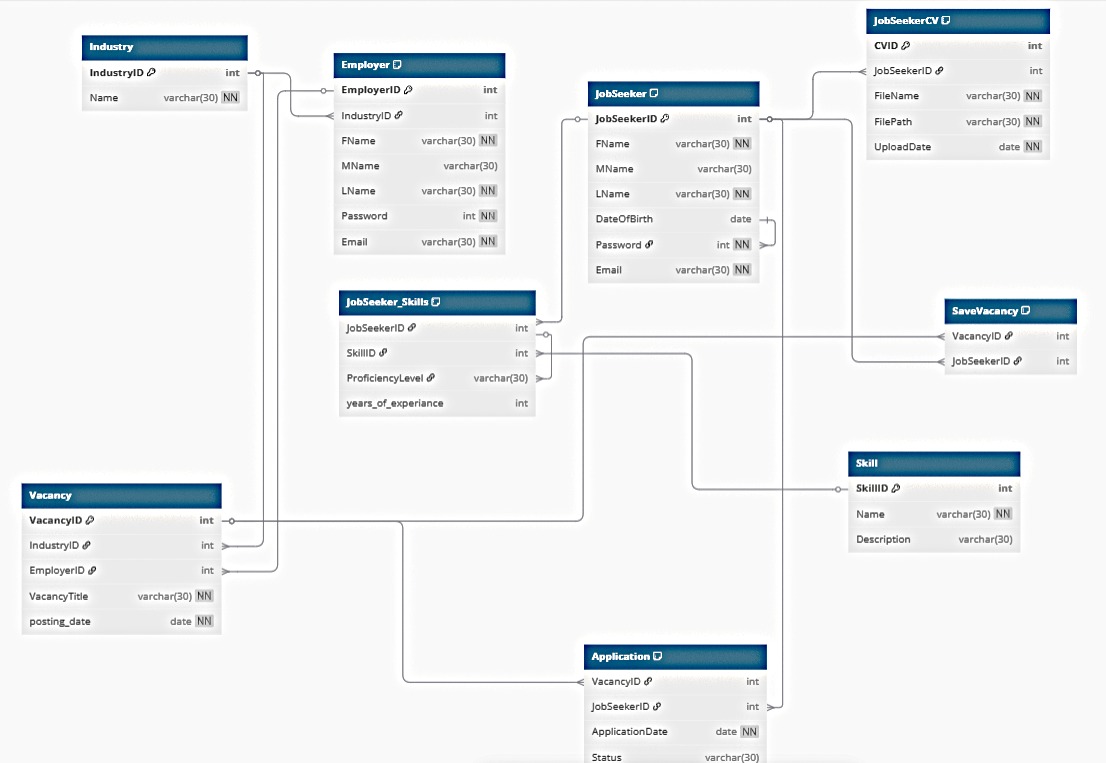 Industry
IndustryID int
Name varchar(30) NN
Employer
EmployerID int
IndustryID int
FName varchar(30) NN
MName varchar(30)
LName varchar(30) NN
Password int NN
Email varchar(30) NN
JobSeeker
JobSeekerID int
FName varchar(30) NN
MName varchar(30)
LName varchar(30) NN
DateOfBirth date
Password int NN
Email varchar(30) NN
JobSeekerCV
CVID int
JobSeekerID int
FileName varchar(30) NN
FilePath varchar(30) NN
UploadDate date NN
JobSeeker_Skills
JobSeekerID int
SkillID int
ProficiencyLevel varchar(30)
years_of_experiance int
SaveVacancy
VacancyID int
JobSeekerID int
Skill
SkillID int
Name varchar(30) NN
Description varchar(30)
Vacancy
VacancyID int
IndustryID int
EmployerID int
VacancyTitle varchar(30) NN
posting_date date NN
Application
VacancyID int
JobSeekerID int
ApplicationDate date NN
Status varchar(30)